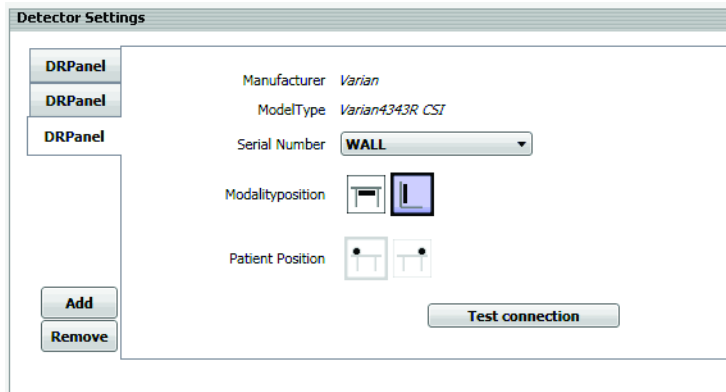 Detector Settings
DRPanel
DRPanel
DRPanel
Manufacturer Varian
ModelType Varian4343R CSI
Serial Number WALL
Modalityposition
Patient Position
Add
Remove
Test connection